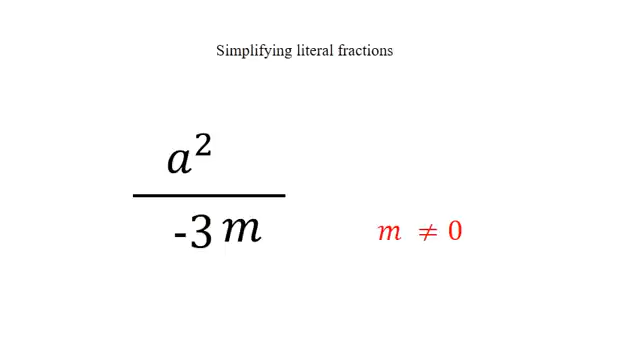 Simplifying literal fractions
a²
-3 m
m ≠ 0